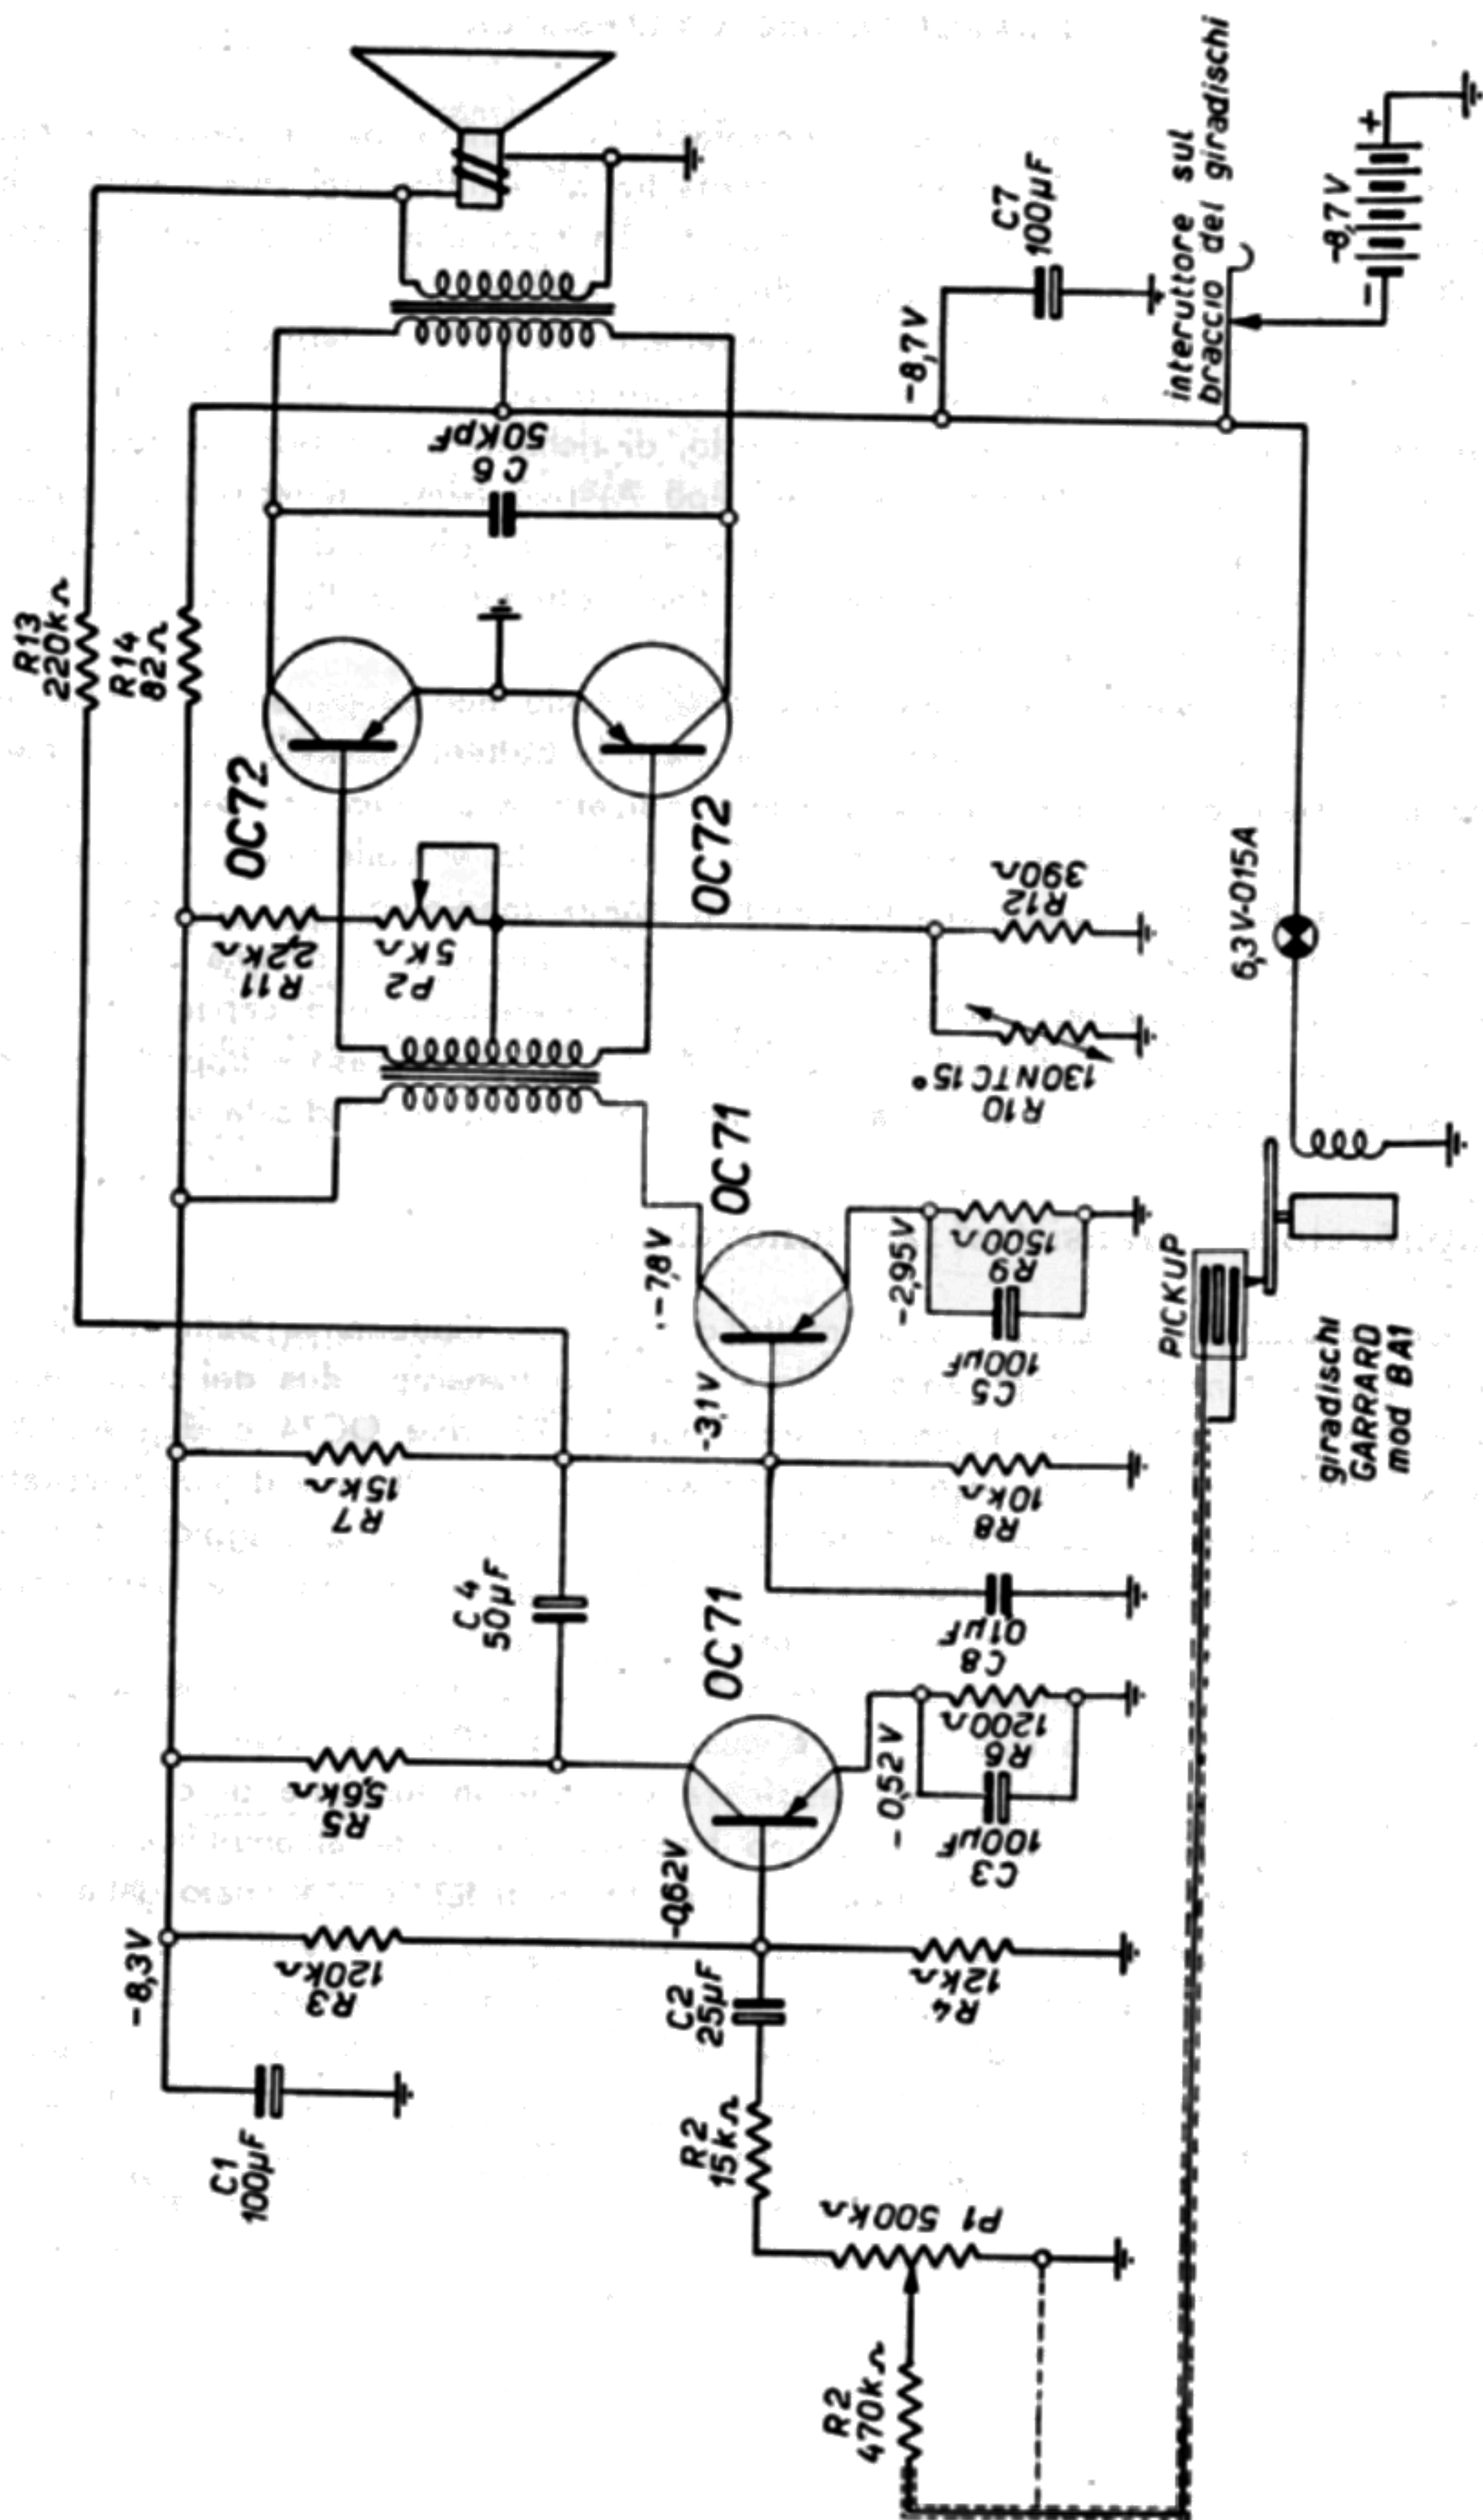 R13
220kΩ
R14
82Ω
OC72
C6
50KpF
OC72
R11
2,2kΩ
P2
5KΩ
R12
390Ω
R10
130NTC15°
-8,7V
C7
100µF
interuttore sul
braccio del giradischi
-8,7V
+
-
6,3V-015A
OC71
-7,8V
-3,1V
-2,95V
R9
1500Ω
C5
100µF
R7
15kΩ
R8
10kΩ
C8
01µF
C4
50µF
OC71
-0,52V
-0,62V
R6
1200Ω
C3
100µF
R5
5,6kΩ
R3
120kΩ
R4
12kΩ
-8,3V
C1
100µF
C2
25µF
R2
15kΩ
P1 500kΩ
R2
470kΩ
PICKUP
giradischi
GARRARD
mod BA1